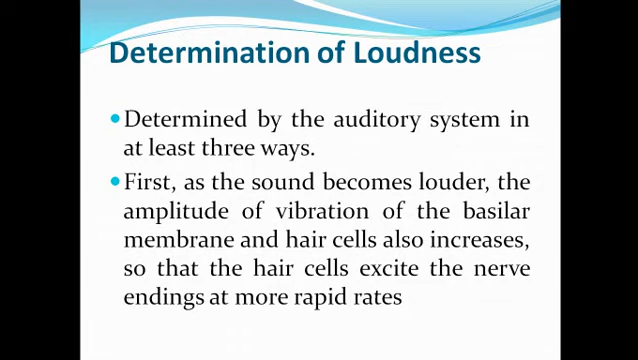 Determination of Loudness
Determined by the auditory system in
at least three ways.
First, as the sound becomes louder, the
amplitude of vibration of the basilar
membrane and hair cells also increases,
so that the hair cells excite the nerve
endings at more rapid rates